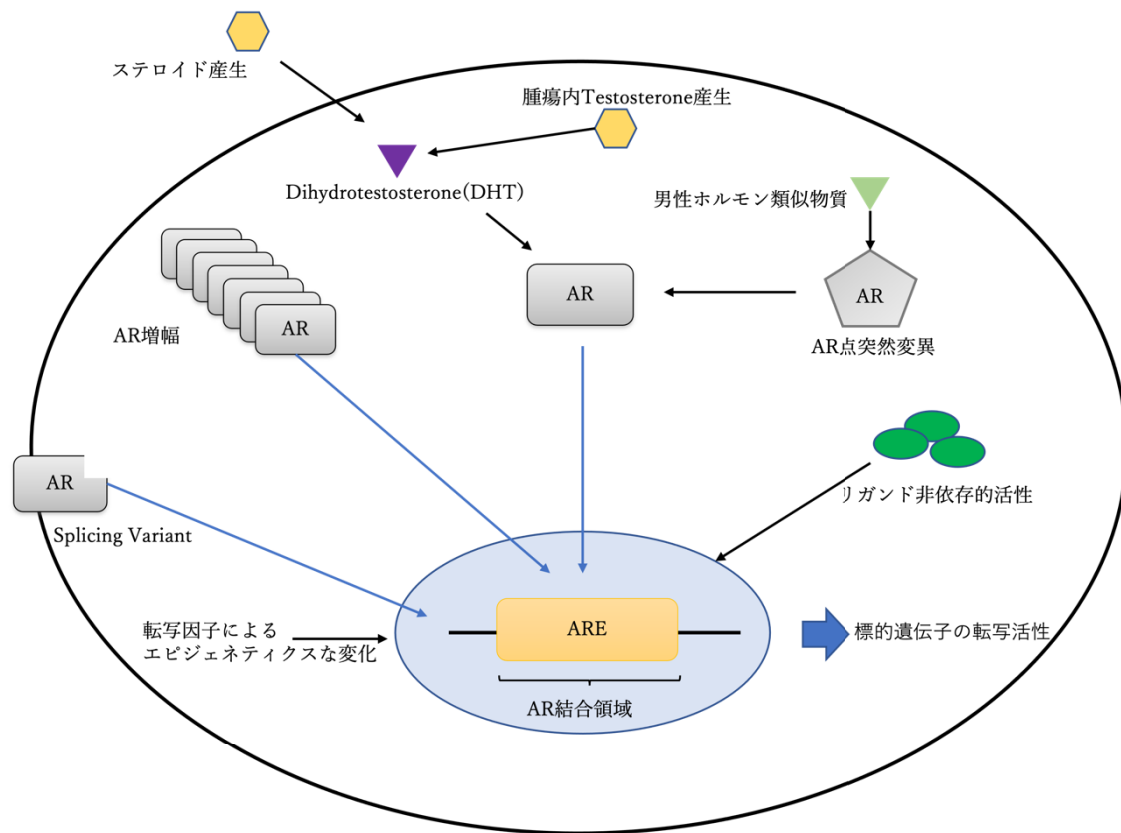 ステロイド産生
腫瘍内Testosterone産生
Dihydrotestosterone(DHT)
男性ホルモン類似物質
AR
AR
AR増幅
AR
AR点突然変異
AR
Splicing Variant
リガンド非依存的活性
転写因子による
エピジェネティクスな変化
ARE
標的遺伝子の転写活性
AR結合領域